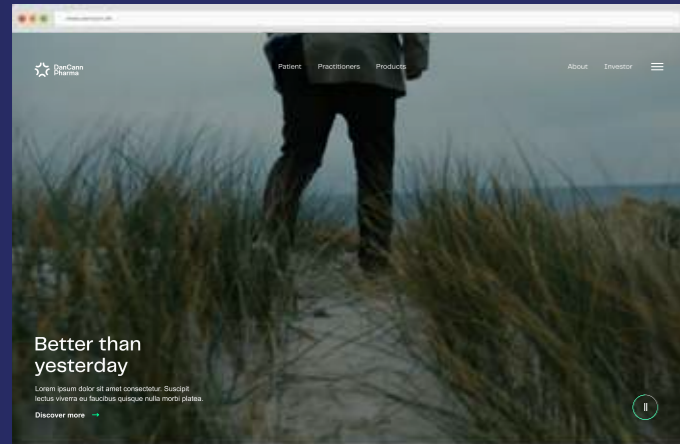 DanCann
Pharma
Patient Practitioners Products
About Investor
Better than
yesterday
Lorem ipsum dolor sit amet consectetur. Suscipit
lectus viverra eu faucibus quisque nulla morbi platea.
Discover more →